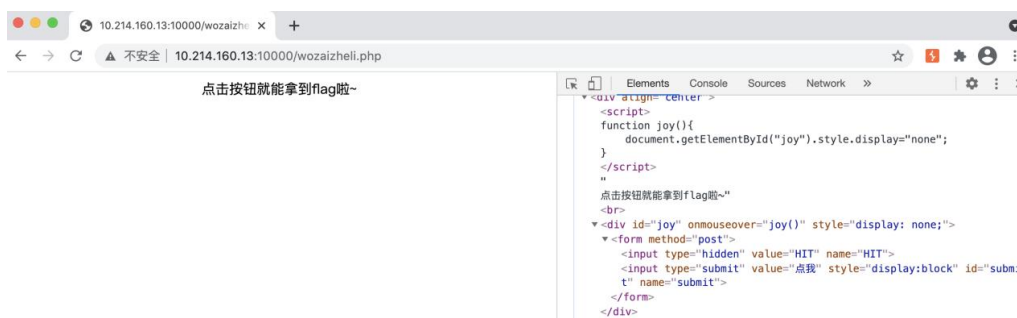 10.214.160.13:10000/wozaizhe
不安全 | 10.214.160.13:10000/wozaizheli.php
点击按钮就能拿到flag啦~
Elements Console Sources Network »
<div align="center">
<script>
function joy(){
document.getElementById("joy").style.display="none";
}
</script>
"
点击按钮就能拿到flag啦~"
<br>
▼<div id="joy" onmouseover="joy()" style="display: none;">
▼<form method="post">
<input type="hidden" value="HIT" name="HIT">
<input type="submit" value="点我" style="display:block" id="submi
t" name="submit">
</form>
</div>